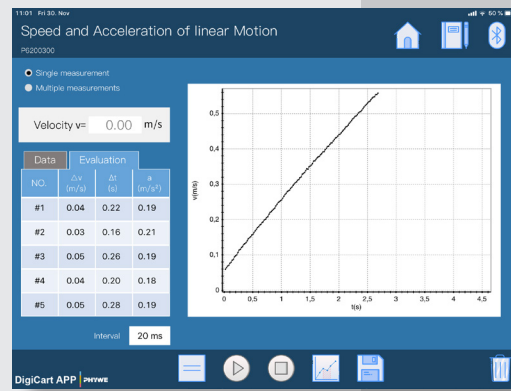 11:01 Fri 30. Nov
50 %
Speed and Acceleration of linear Motion
P6200300
Single measurement
Multiple measurements
Velocity v= 0.00 m/s
Data Evaluation
NO. △v (m/s) △t (s) a (m/s²)
#1 0.04 0.22 0.19
#2 0.03 0.16 0.21
#3 0.05 0.26 0.19
#4 0.04 0.20 0.18
#5 0.05 0.28 0.19
Interval 20 ms
v(m/s)
0,5
0,4
0,3
0,2
0,1
0
0 0,5 1 1,5 2 2,5 3 3,5 4 4,5
t(s)
DigiCart APP PHYWE